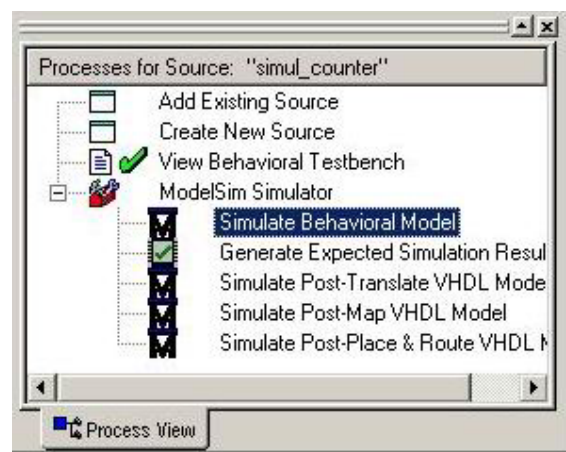 Processes for Source: "simul_counter"
Add Existing Source
Create New Source
View Behavioral Testbench
ModelSim Simulator
Simulate Behavioral Model
Generate Expected Simulation Resul
Simulate Post-Translate VHDL Mode
Simulate Post-Map VHDL Model
Simulate Post-Place & Route VHDL M
Process View